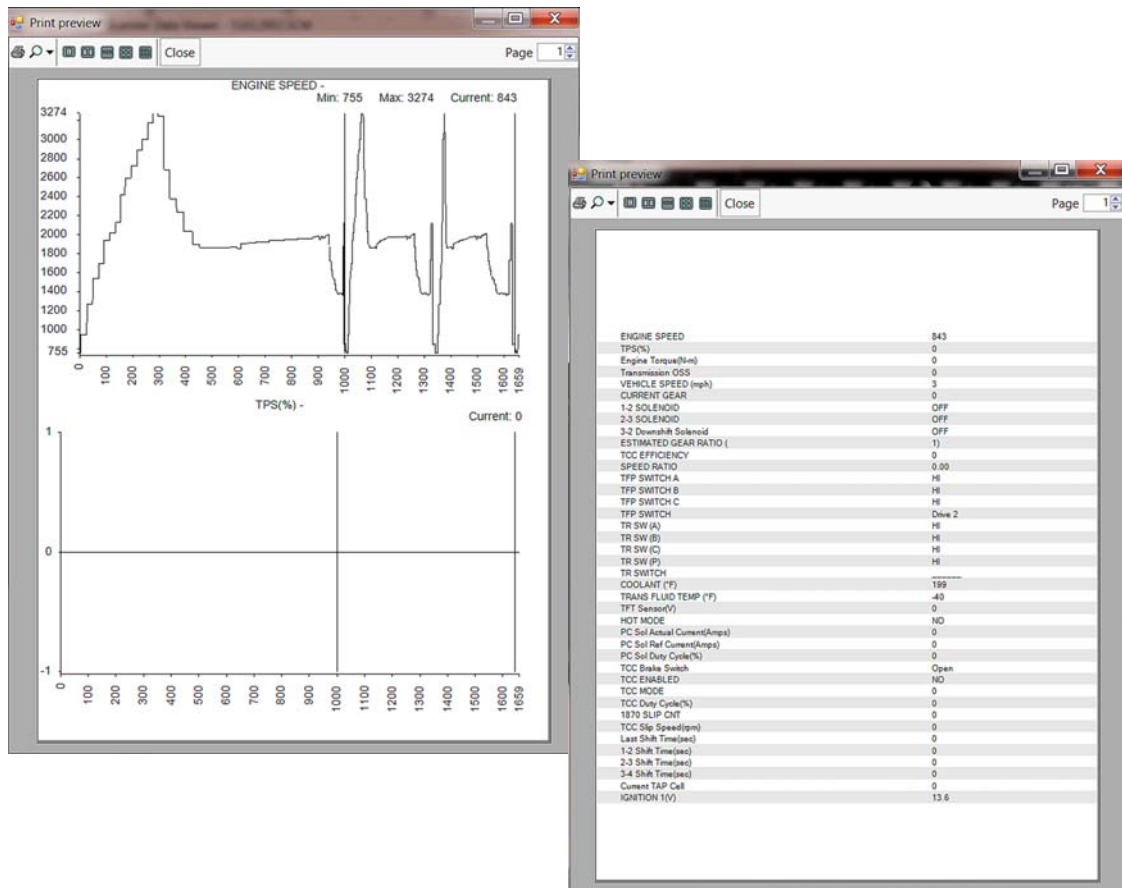 Print preview
Close
Page 1
ENGINE SPEED -
Min: 755 Max: 3274 Current: 843
3274
3000
2800
2600
2400
2200
2000
1800
1600
1400
1200
1000
755
0 100 200 300 400 500 600 700 800 900 1000 1100 1200 1300 1400 1500 1600 1659
TPS(%) -
Current: 0
1
0
-1
0 100 200 300 400 500 600 700 800 900 1000 1100 1200 1300 1400 1500 1600 1659
Print preview
Close
Page 1
ENGINE SPEED 843
TPS(%) 0
Engine Torque(N-m) 0
Transmission OSS 0
VEHICLE SPEED (mph) 3
CURRENT GEAR 0
1-2 SOLENOID OFF
2-3 SOLENOID OFF
3-2 Downshift Solenoid OFF
ESTIMATED GEAR RATIO ( 1)
TCC EFFICIENCY 0
SPEED RATIO 0.00
TFP SWITCH A HI
TFP SWITCH B HI
TFP SWITCH C HI
TFP SWITCH Drive 2
TR SW (A) HI
TR SW (B) HI
TR SW (C) HI
TR SW (P) HI
TR SWITCH ______
COOLANT (°F) 199
TRANS FLUID TEMP (°F) -40
TFT Sensor(V) 0
HOT MODE NO
PC Sol Actual Current(Amps) 0
PC Sol Ref Current(Amps) 0
PC Sol Duty Cycle(%) 0
TCC Brake Switch Open
TCC ENABLED NO
TCC MODE 0
TCC Duty Cycle(%) 0
1870 SLIP CNT 0
TCC Slip Speed(rpm) 0
Last Shift Time(sec) 0
1-2 Shift Time(sec) 0
2-3 Shift Time(sec) 0
3-4 Shift Time(sec) 0
Current TAP Cell 0
IGNITION 1(V) 13.6